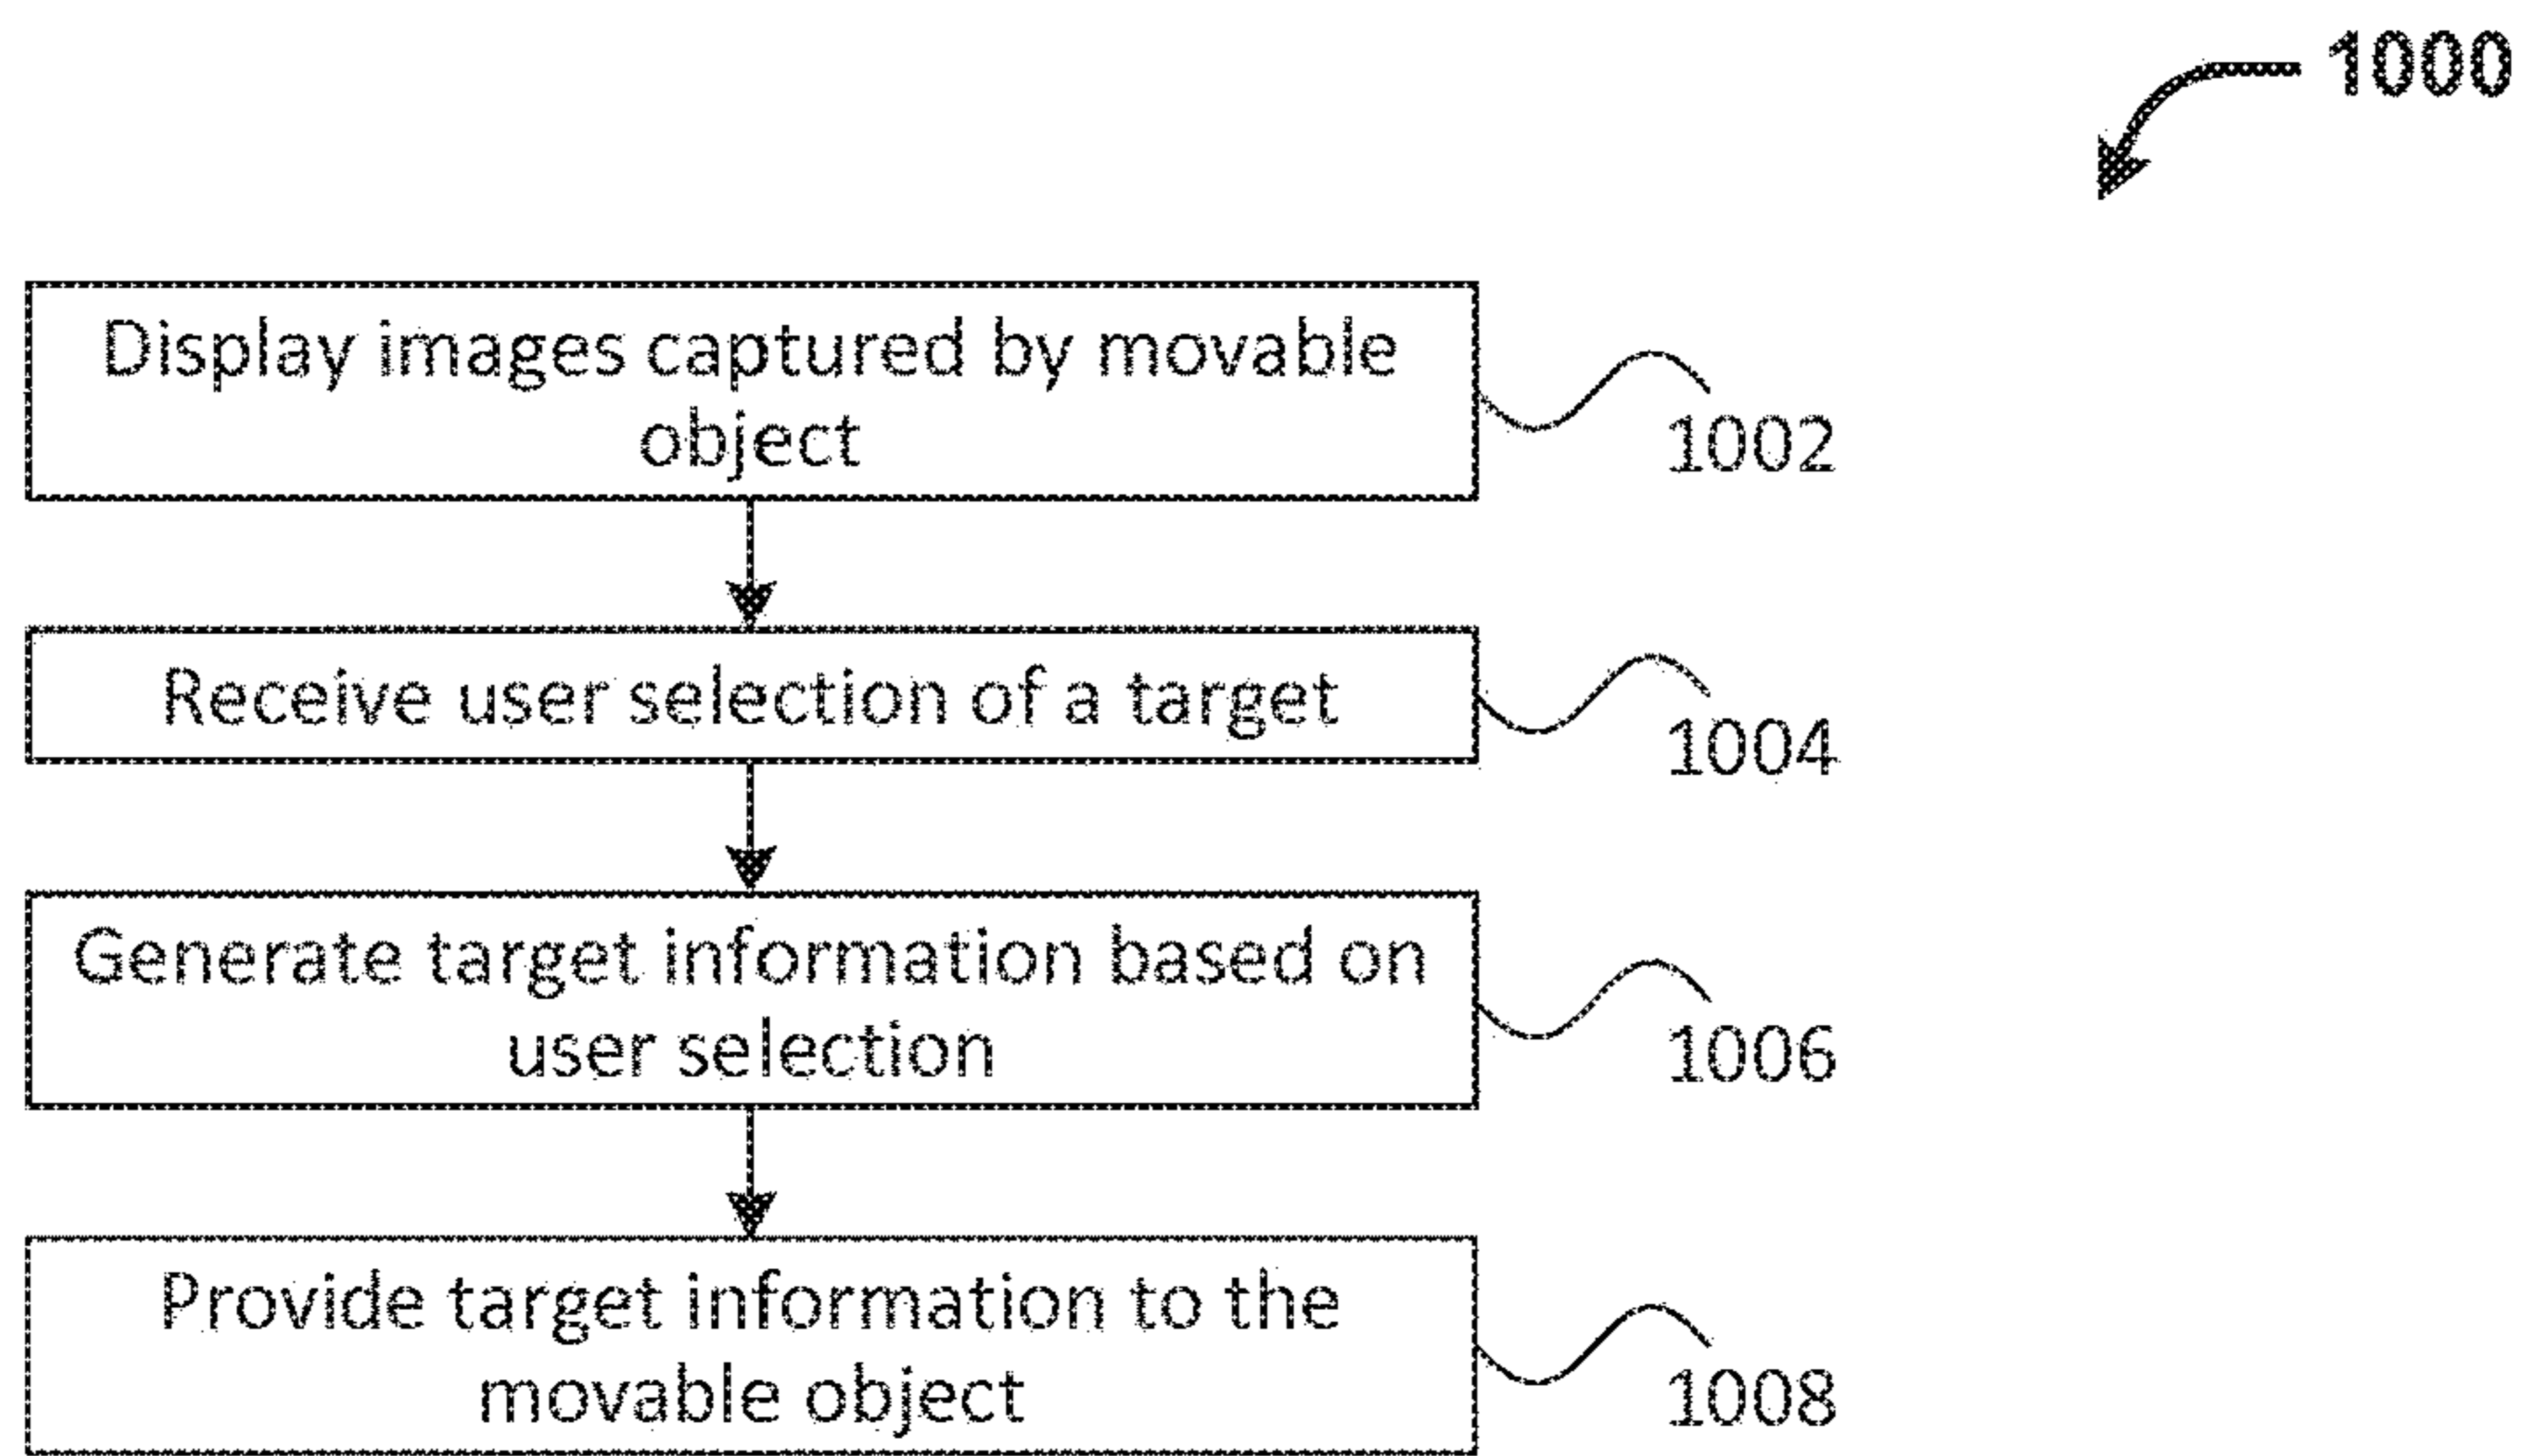 1000
Display images captured by movable
object
1002
Receive user selection of a target
1004
Generate target information based on
user selection
1006
Provide target information to the
movable object
1008